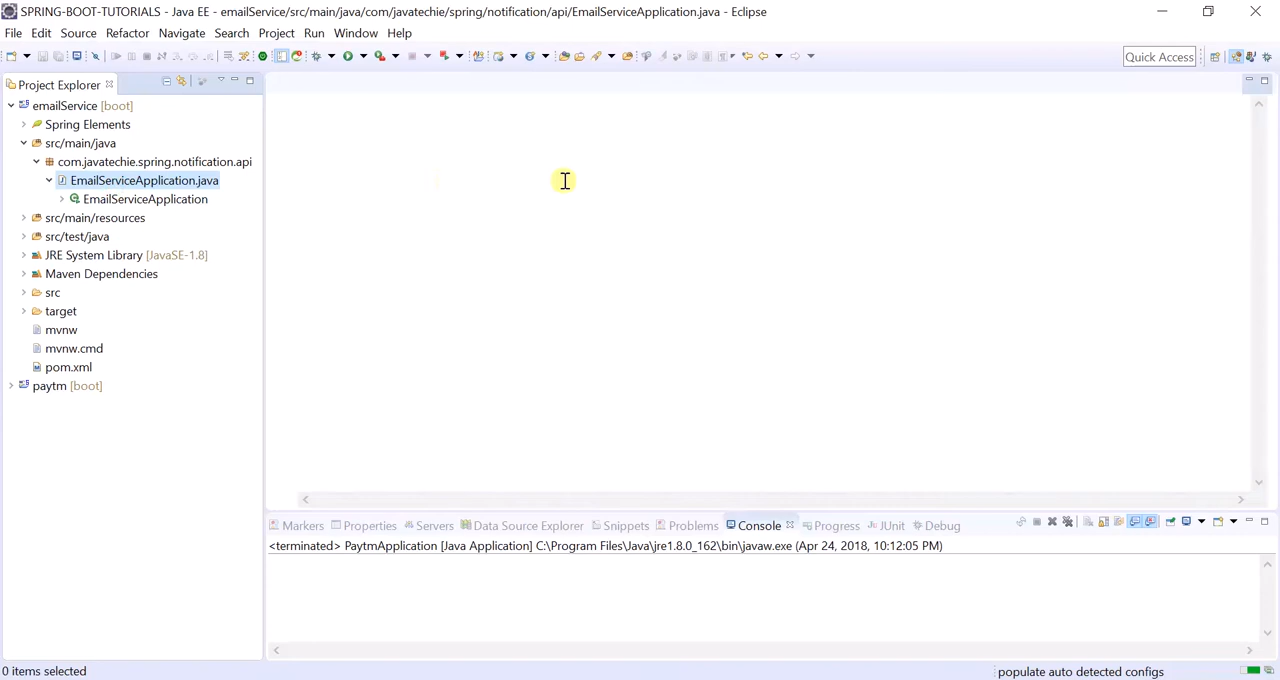 SPRING-BOOT-TUTORIALS - Java EE - emailService/src/main/java/com/javatechie/spring/notification/api/EmailServiceApplication.java - Eclipse
File Edit Source Refactor Navigate Search Project Run Window Help
Quick Access
Project Explorer
emailService [boot]
Spring Elements
src/main/java
com.javatechie.spring.notification.api
EmailServiceApplication.java
EmailServiceApplication
src/main/resources
src/test/java
JRE System Library [JavaSE-1.8]
Maven Dependencies
src
target
mvnw
mvnw.cmd
pom.xml
paytm [boot]
Markers Properties Servers Data Source Explorer Snippets Problems Console Progress JUnit Debug
<terminated> PaytmApplication [Java Application] C:\Program Files\Java\jre1.8.0_162\bin\javaw.exe (Apr 24, 2018, 10:12:05 PM)
0 items selected
populate auto detected configs